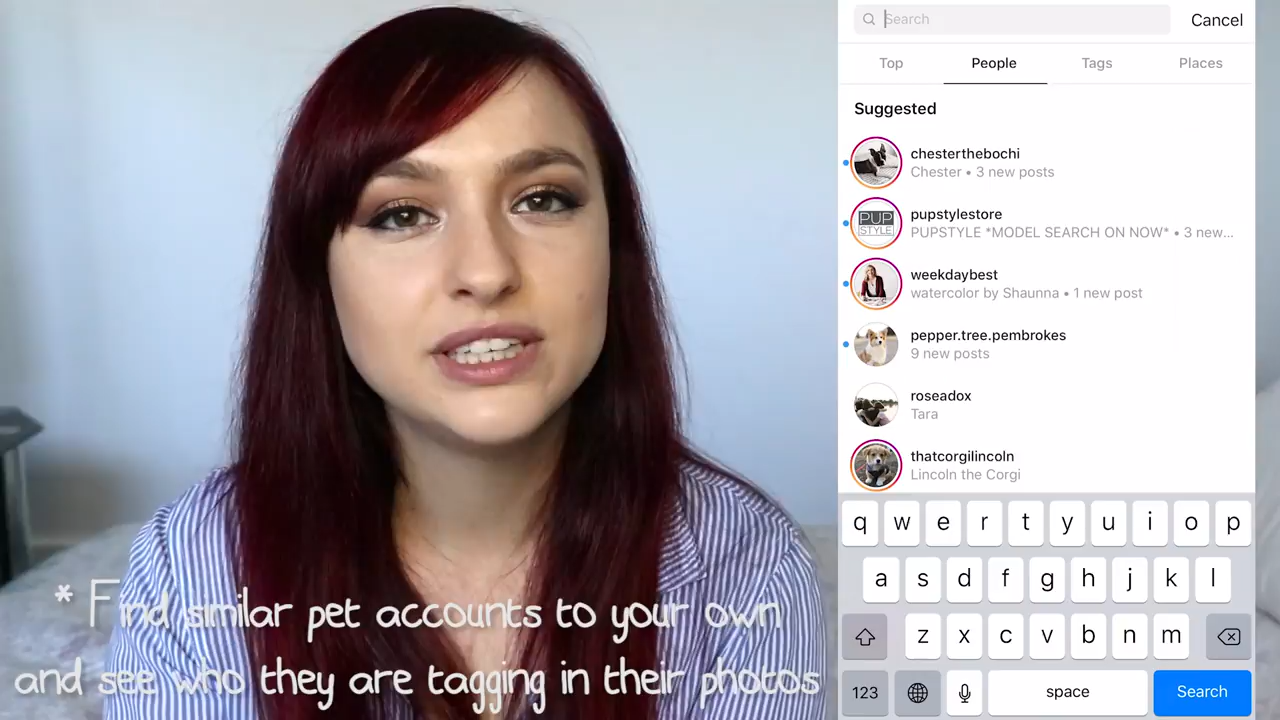 Search
Cancel
Top
People
Tags
Places
Suggested
chesterthebochi
Chester • 3 new posts
PUP
STYLE
pupstylestore
PUPSTYLE *MODEL SEARCH ON NOW* • 3 new...
weekdaybest
watercolor by Shaunna • 1 new post
pepper.tree.pembrokes
9 new posts
roseadox
Tara
thatcorgilincoln
Lincoln the Corgi
q w e r t y u i o p
a s d f g h j k l
z x c v b n m
123 space Search
* Find similar pet accounts to your own
and see who they are tagging in their photos